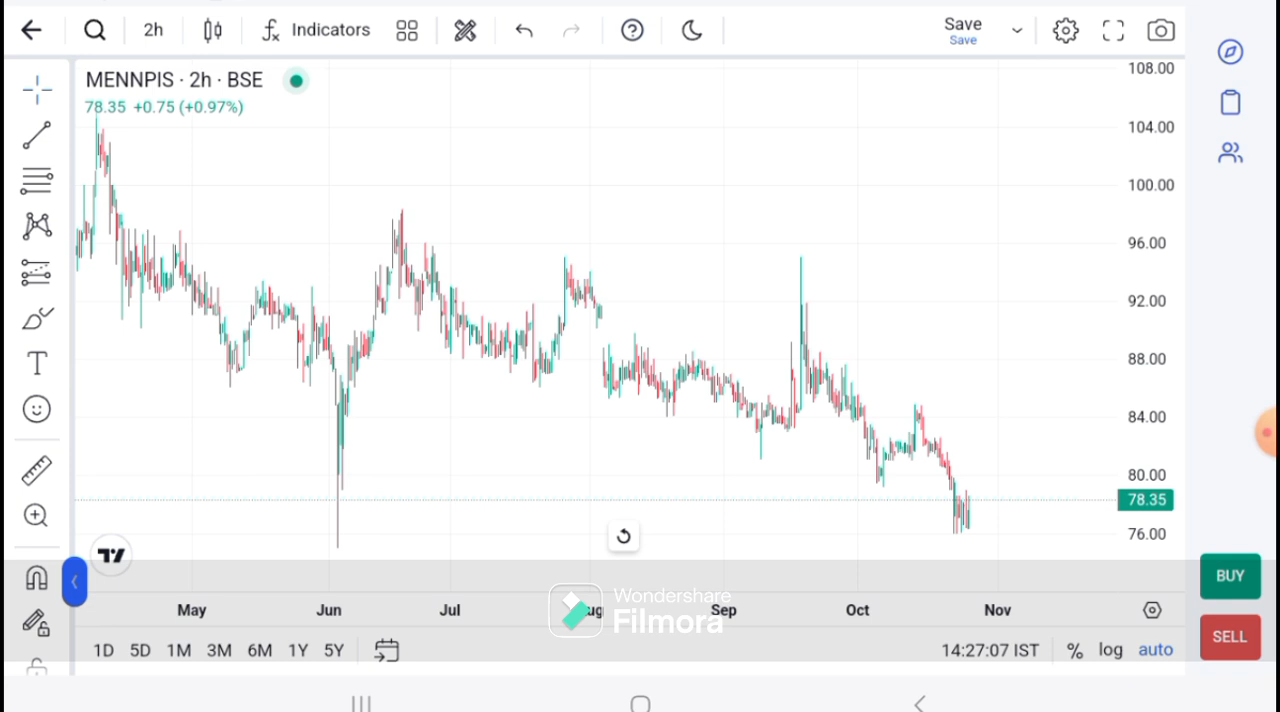 2h
Indicators
Save
Save
MENNPIS · 2h · BSE
78.35 +0.75 (+0.97%)
108.00
104.00
100.00
96.00
92.00
88.00
84.00
80.00
78.35
76.00
BUY
SELL
May Jun Jul Sep Oct Nov
Wondershare
Filmora
1D 5D 1M 3M 6M 1Y 5Y
14:27:07 IST % log auto